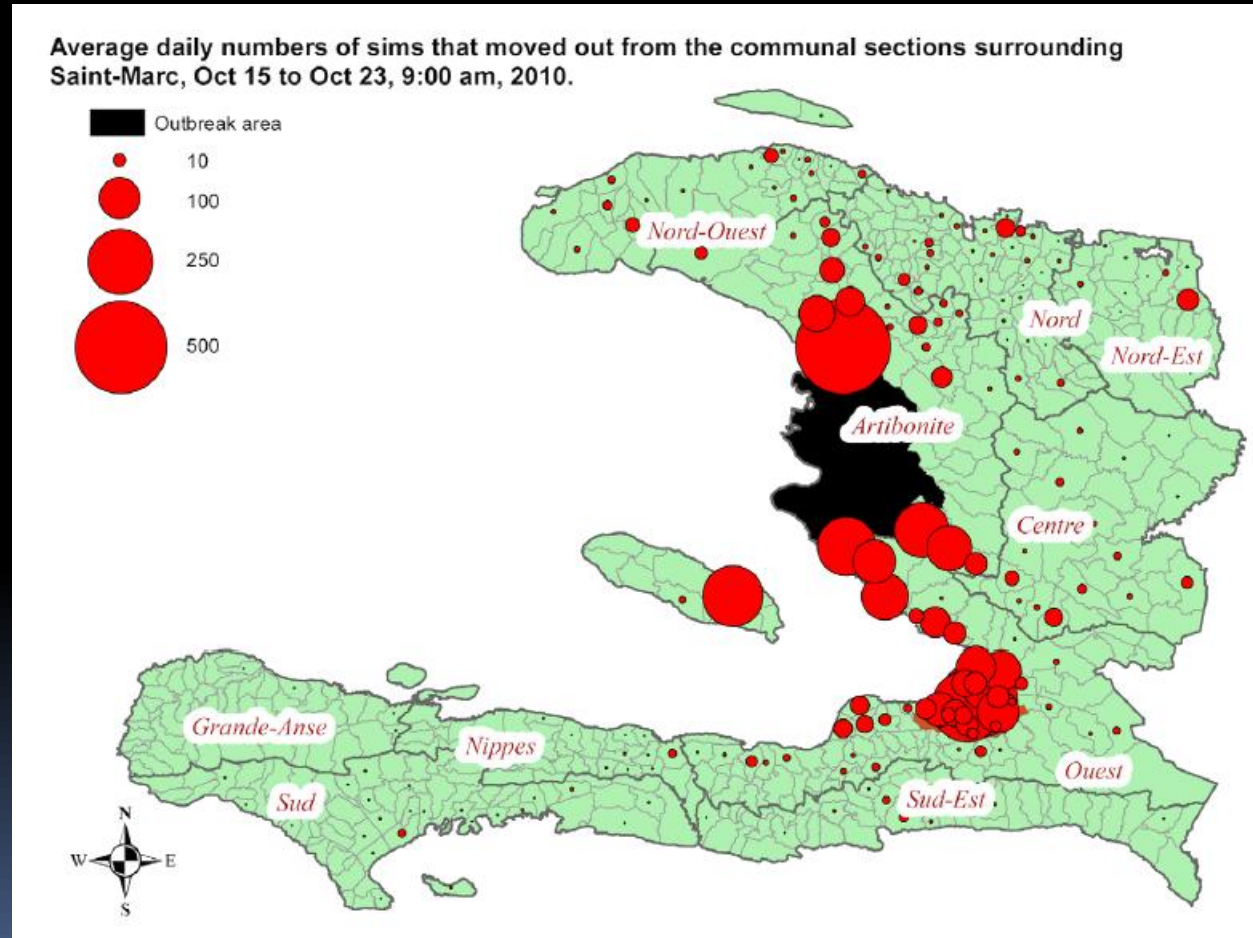 Average daily numbers of sims that moved out from the communal sections surrounding
Saint-Marc, Oct 15 to Oct 23, 9:00 am, 2010.
Outbreak area
10
100
250
500
Nord-Ouest
Nord
Nord-Est
Artibonite
Centre
Grande-Anse
Nippes
Sud
Sud-Est
Ouest
N
W
E
S